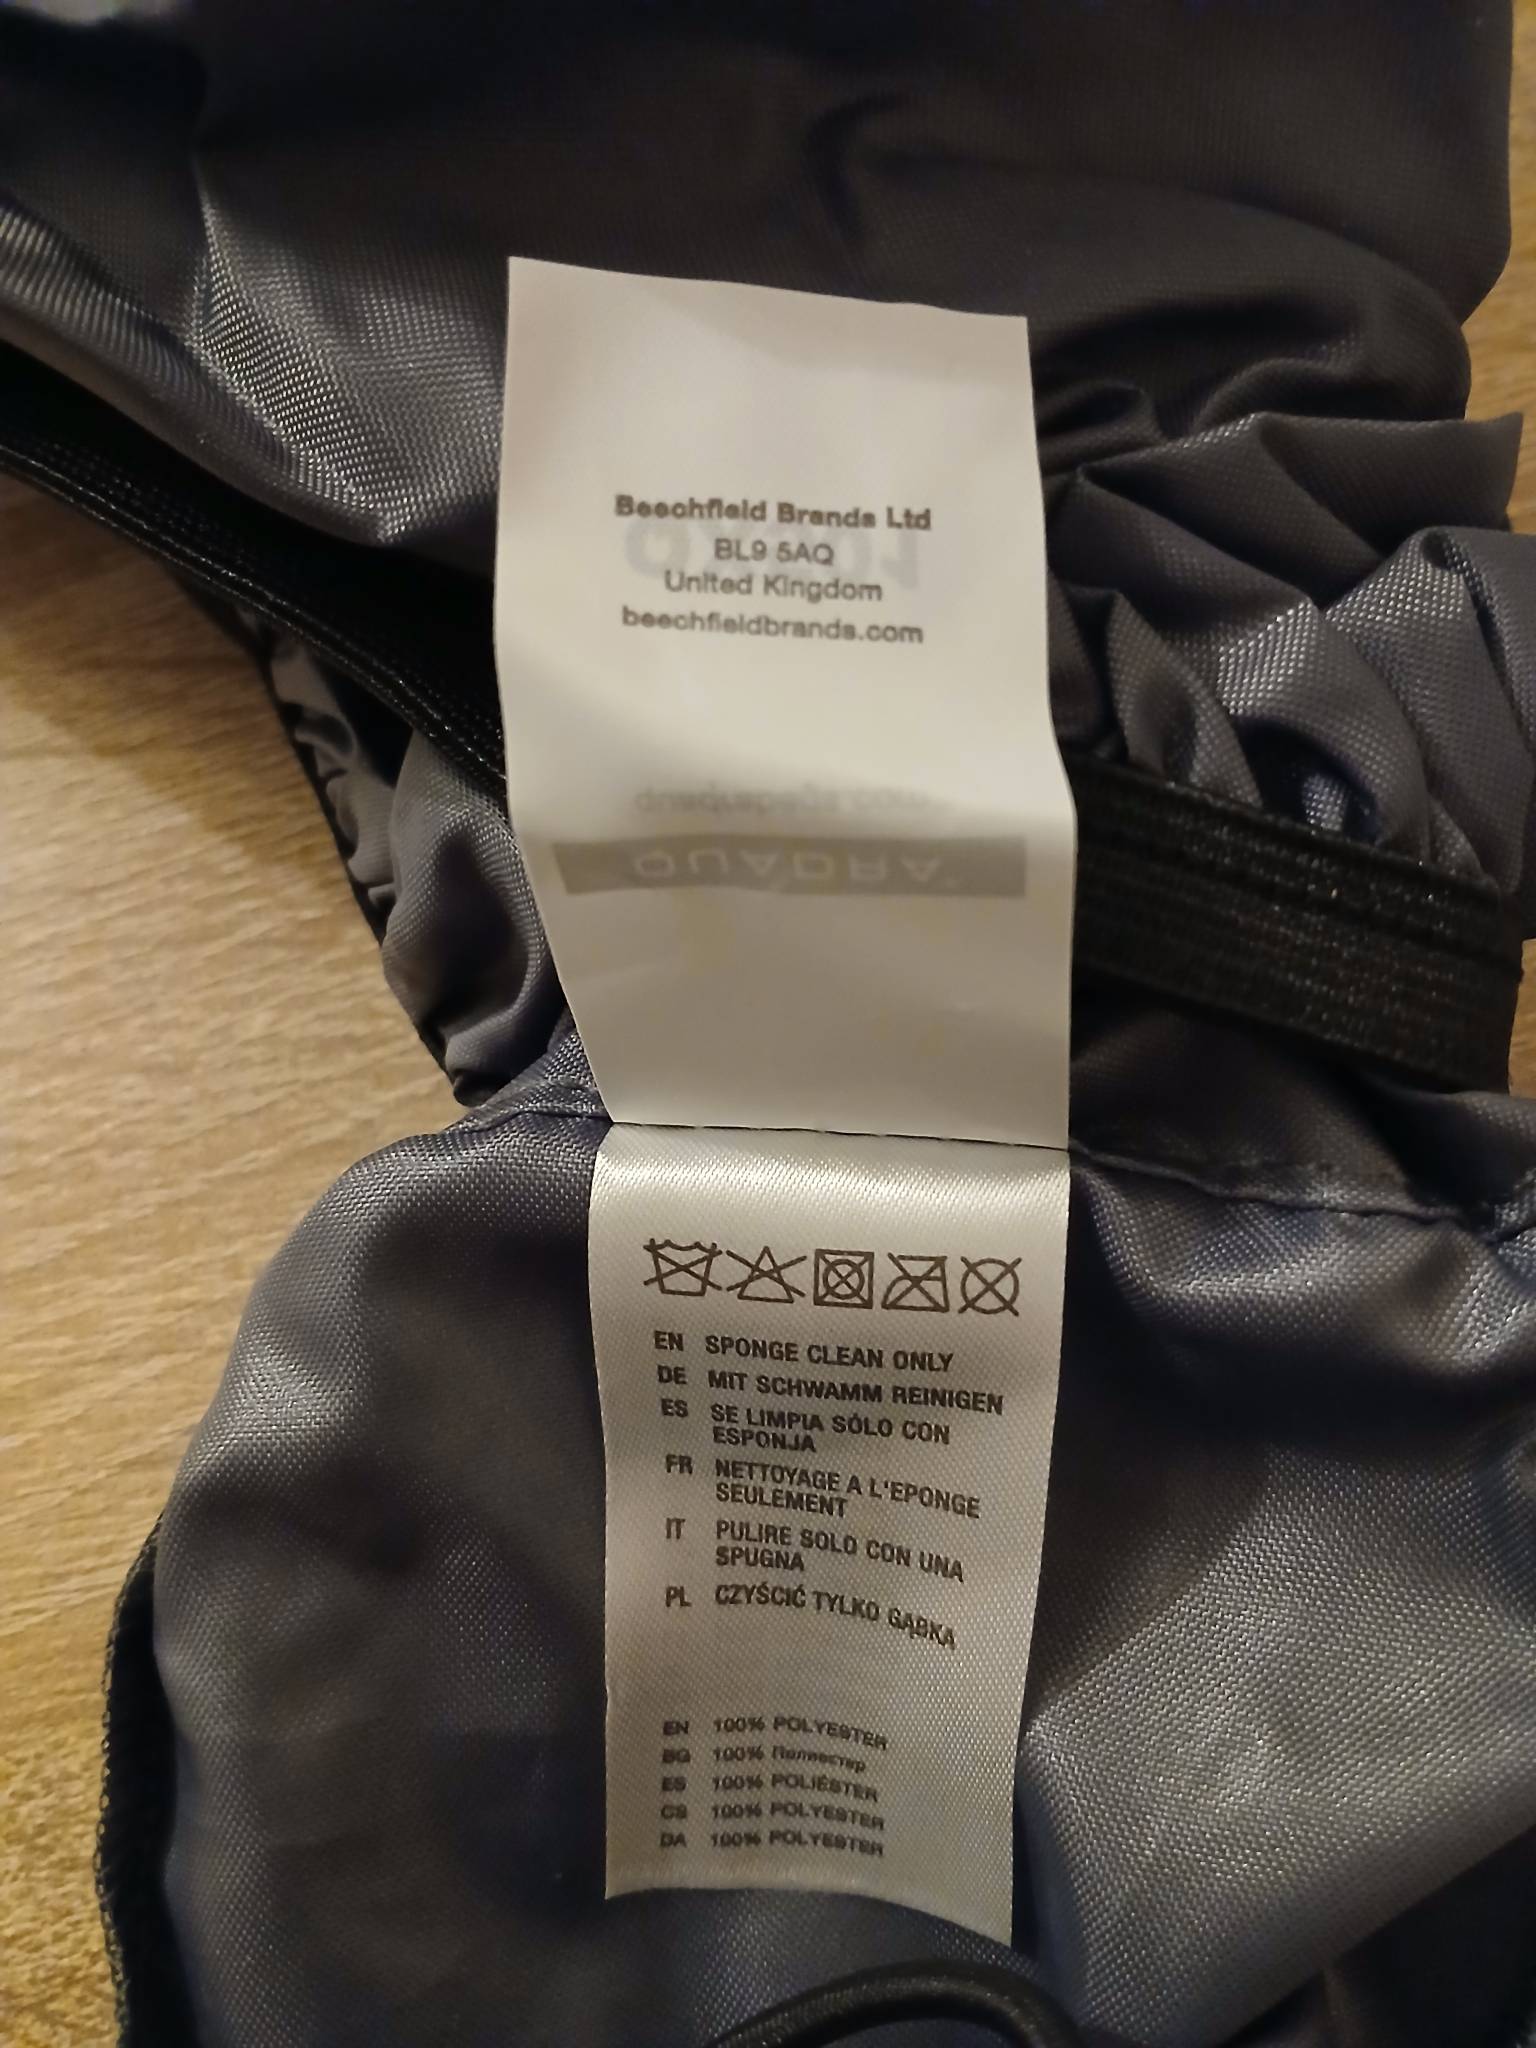 Beechfield Brands Ltd
BL9 5AQ
United Kingdom
beechfieldbrands.com
QUADRA
EN SPONGE CLEAN ONLY
DE MIT SCHWAMM REINIGEN
ES SE LIMPIA SÓLO CON
ESPONJA
FR NETTOYAGE A L'EPONGE
SEULEMENT
IT PULIRE SOLO CON UNA
SPUGNA
PL CZYŚCIĆ TYLKO GĄBKĄ
EN 100% POLYESTER
BG 100% Полиестер
ES 100% POLIÉSTER
CS 100% POLYESTER
DA 100% POLYESTER